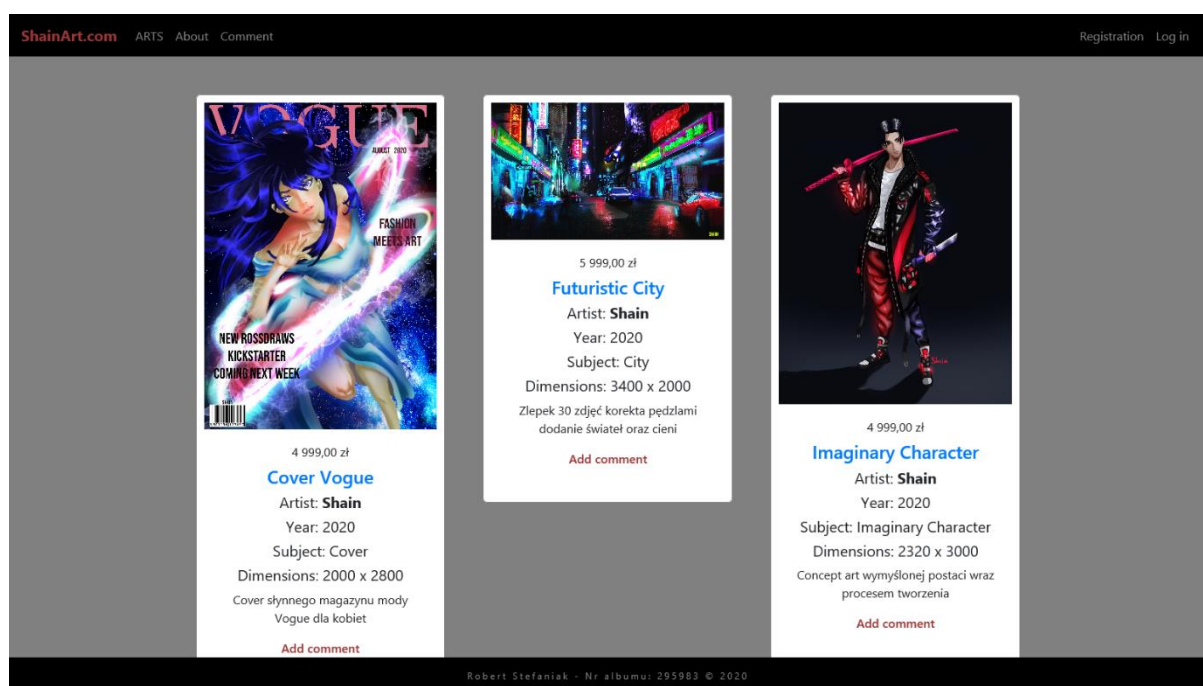 ShainArt.com ARTS About Comment Registration Log in
VOGUE
AUGUST 2020
FASHION
MEETS ART
NEW ROSSDRAWS
KICKSTARTER
COMING NEXT WEEK
4 999,00 zł
Cover Vogue
Artist: Shain
Year: 2020
Subject: Cover
Dimensions: 2000 x 2800
Cover słynnego magazynu mody
Vogue dla kobiet
Add comment
SHAIN
5 999,00 zł
Futuristic City
Artist: Shain
Year: 2020
Subject: City
Dimensions: 3400 x 2000
Zlepek 30 zdjęć korekta pędzlami
dodanie świateł oraz cieni
Add comment
Shain
4 999,00 zł
Imaginary Character
Artist: Shain
Year: 2020
Subject: Imaginary Character
Dimensions: 2320 x 3000
Concept art wymyślonej postaci wraz
procesem tworzenia
Add comment
Robert Stefaniak - Nr albumu: 295983 © 2020